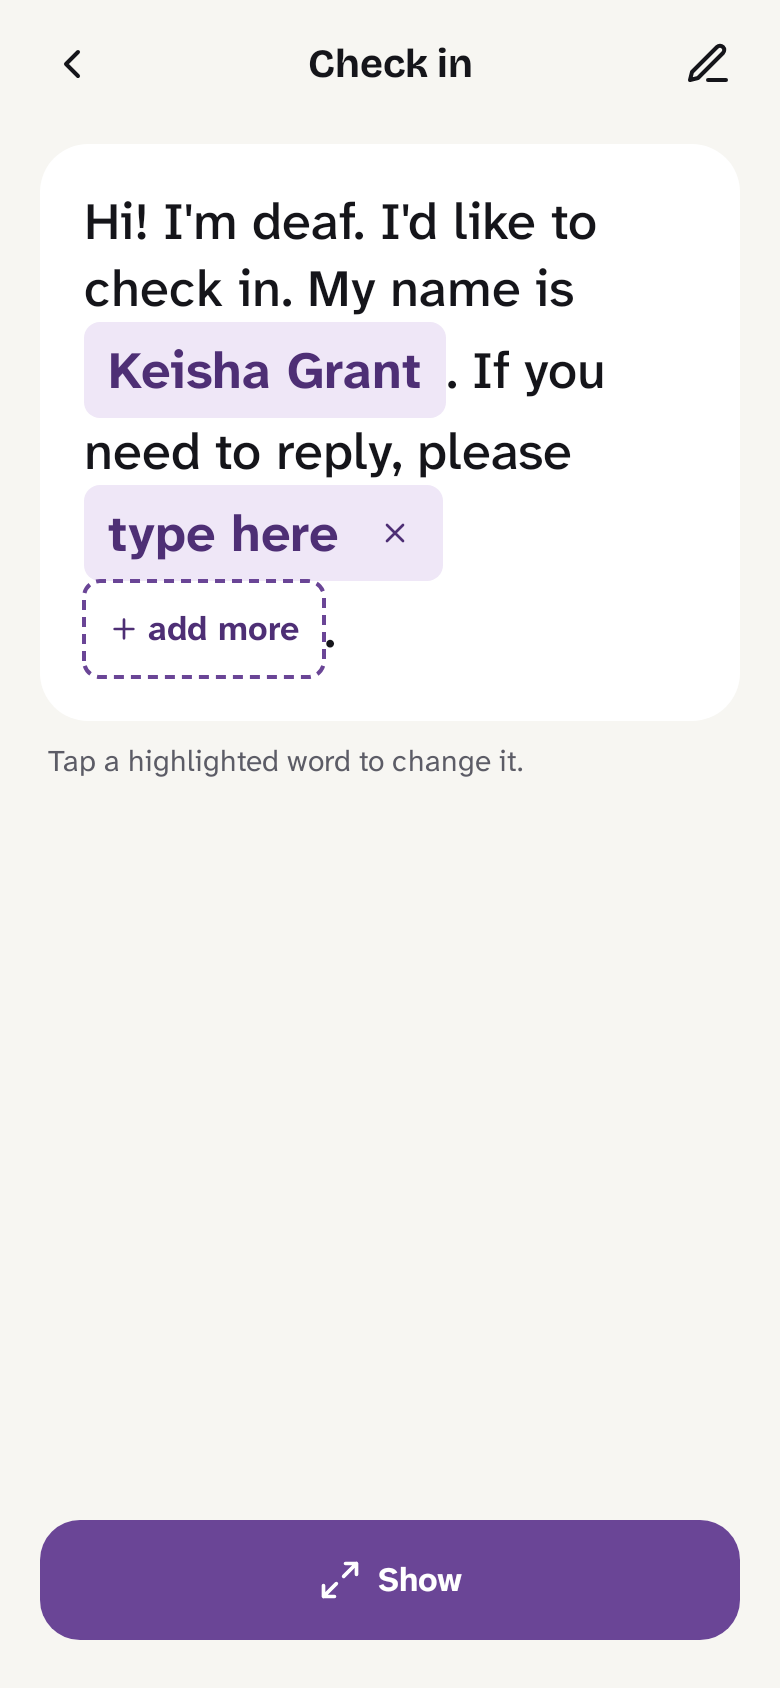 Check in
Hi! I'm deaf. I'd like to
check in. My name is
Keisha Grant . If you
need to reply, please
type here ×
+ add more .
Tap a highlighted word to change it.
Show